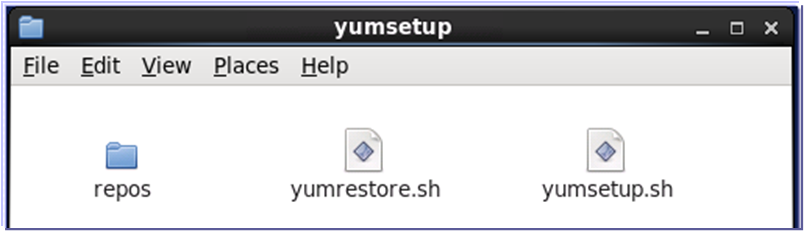 yumsetup
File Edit View Places Help
repos yumrestore.sh yumsetup.sh